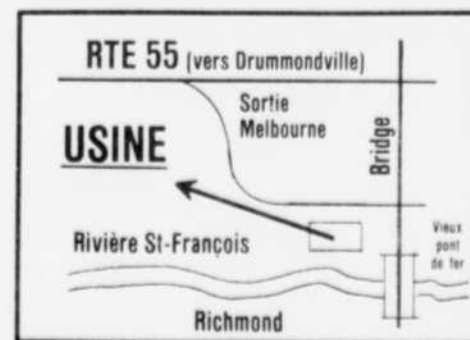 RTE 55 (vers Drummondville)
Sortie
Melbourne
USINE
Bridge
Rivière St-François
Vieux
pont
de fer
Richmond